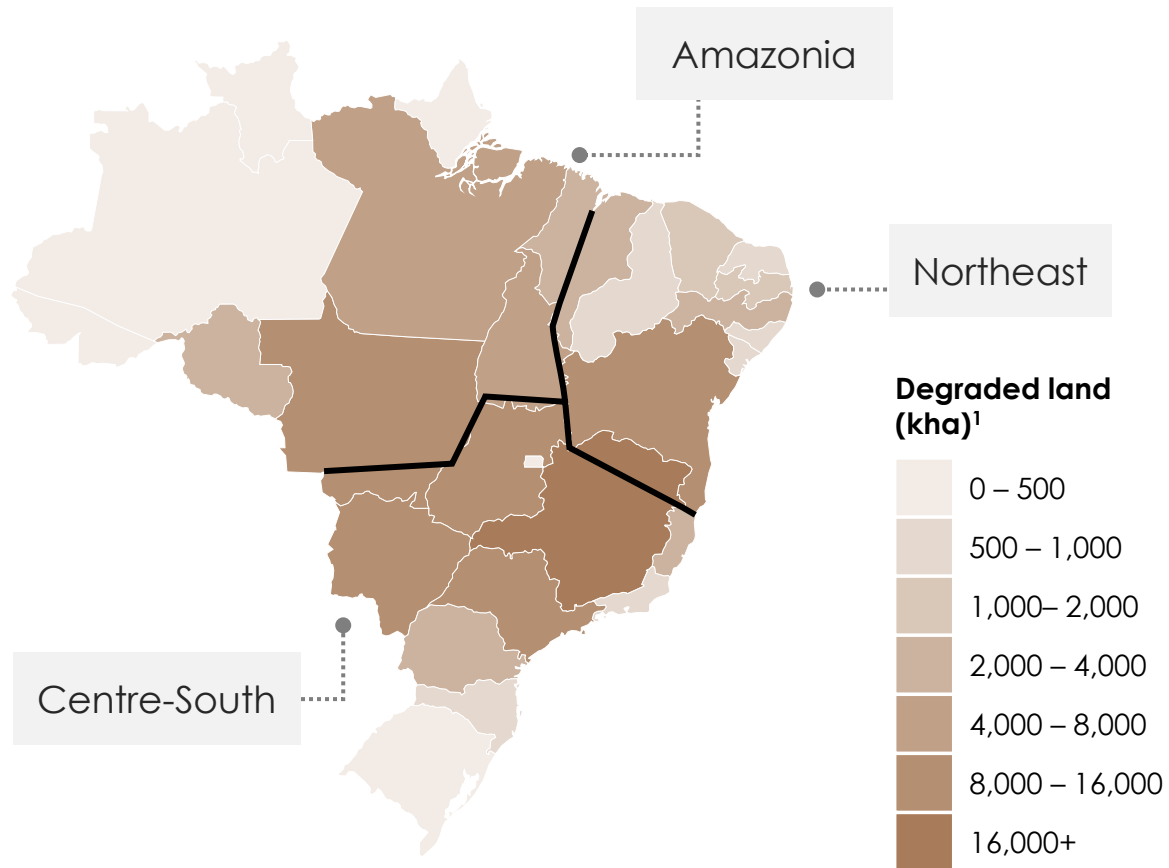 Amazonia
Northeast
Degraded land
(kha)¹
0 – 500
500 – 1,000
1,000– 2,000
2,000 – 4,000
4,000 – 8,000
8,000 – 16,000
16,000+
Centre-South